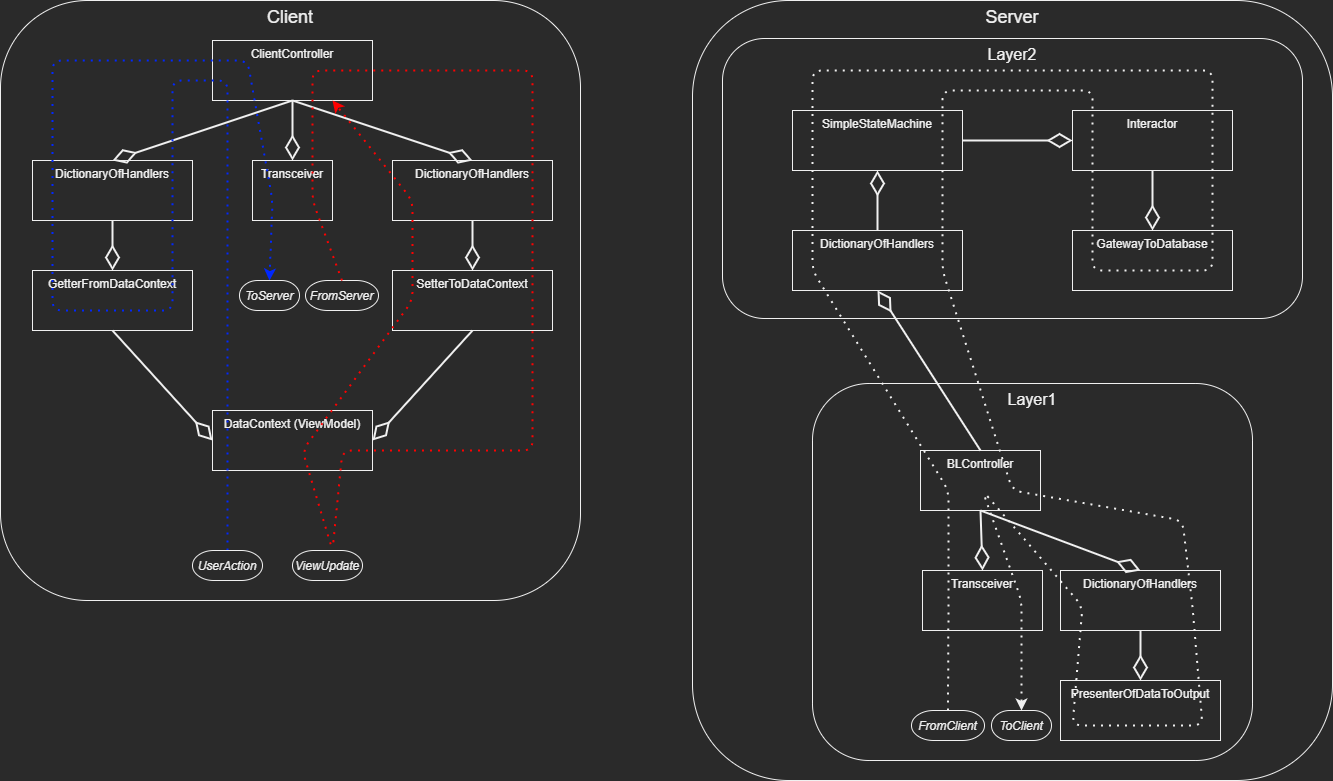 Client
ClientController
DictionaryOfHandlers
Transceiver
DictionaryOfHandlers
GetterFromDataContext
ToServer
FromServer
SetterToDataContext
DataContext (ViewModel)
UserAction
ViewUpdate
Server
Layer2
SimpleStateMachine
Interactor
DictionaryOfHandlers
GatewayToDatabase
Layer1
BLController
Transceiver
DictionaryOfHandlers
PresenterOfDataToOutput
FromClient
ToClient